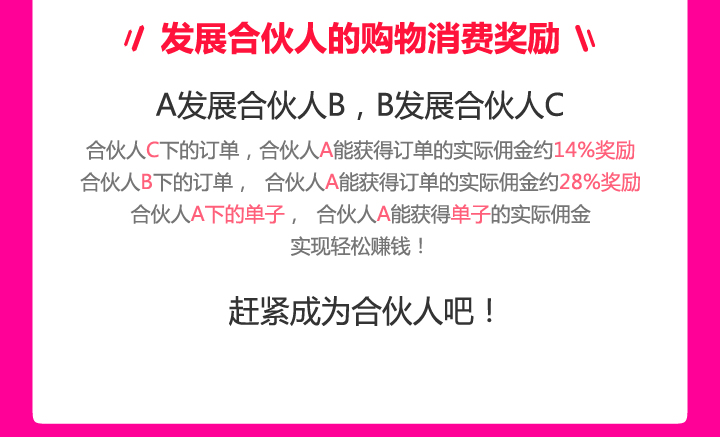 发展合伙人的购物消费奖励
A发展合伙人B，B发展合伙人C
合伙人C下的订单，合伙人A能获得订单的实际佣金约14%奖励
合伙人B下的订单， 合伙人A能获得订单的实际佣金约28%奖励
合伙人A下的单子， 合伙人A能获得单子的实际佣金
实现轻松赚钱！
赶紧成为合伙人吧！